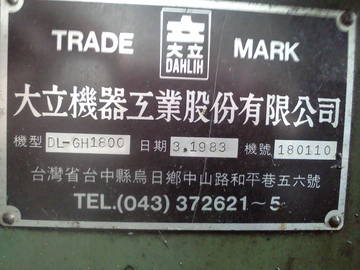 TRADE 大立 DAHLIH MARK
大立機器工業股份有限公司
機型 DL-GH1800 日期 3.1983 機號 180110
台灣省台中縣烏日鄉中山路和平巷五六號
TEL.(043) 372621~5